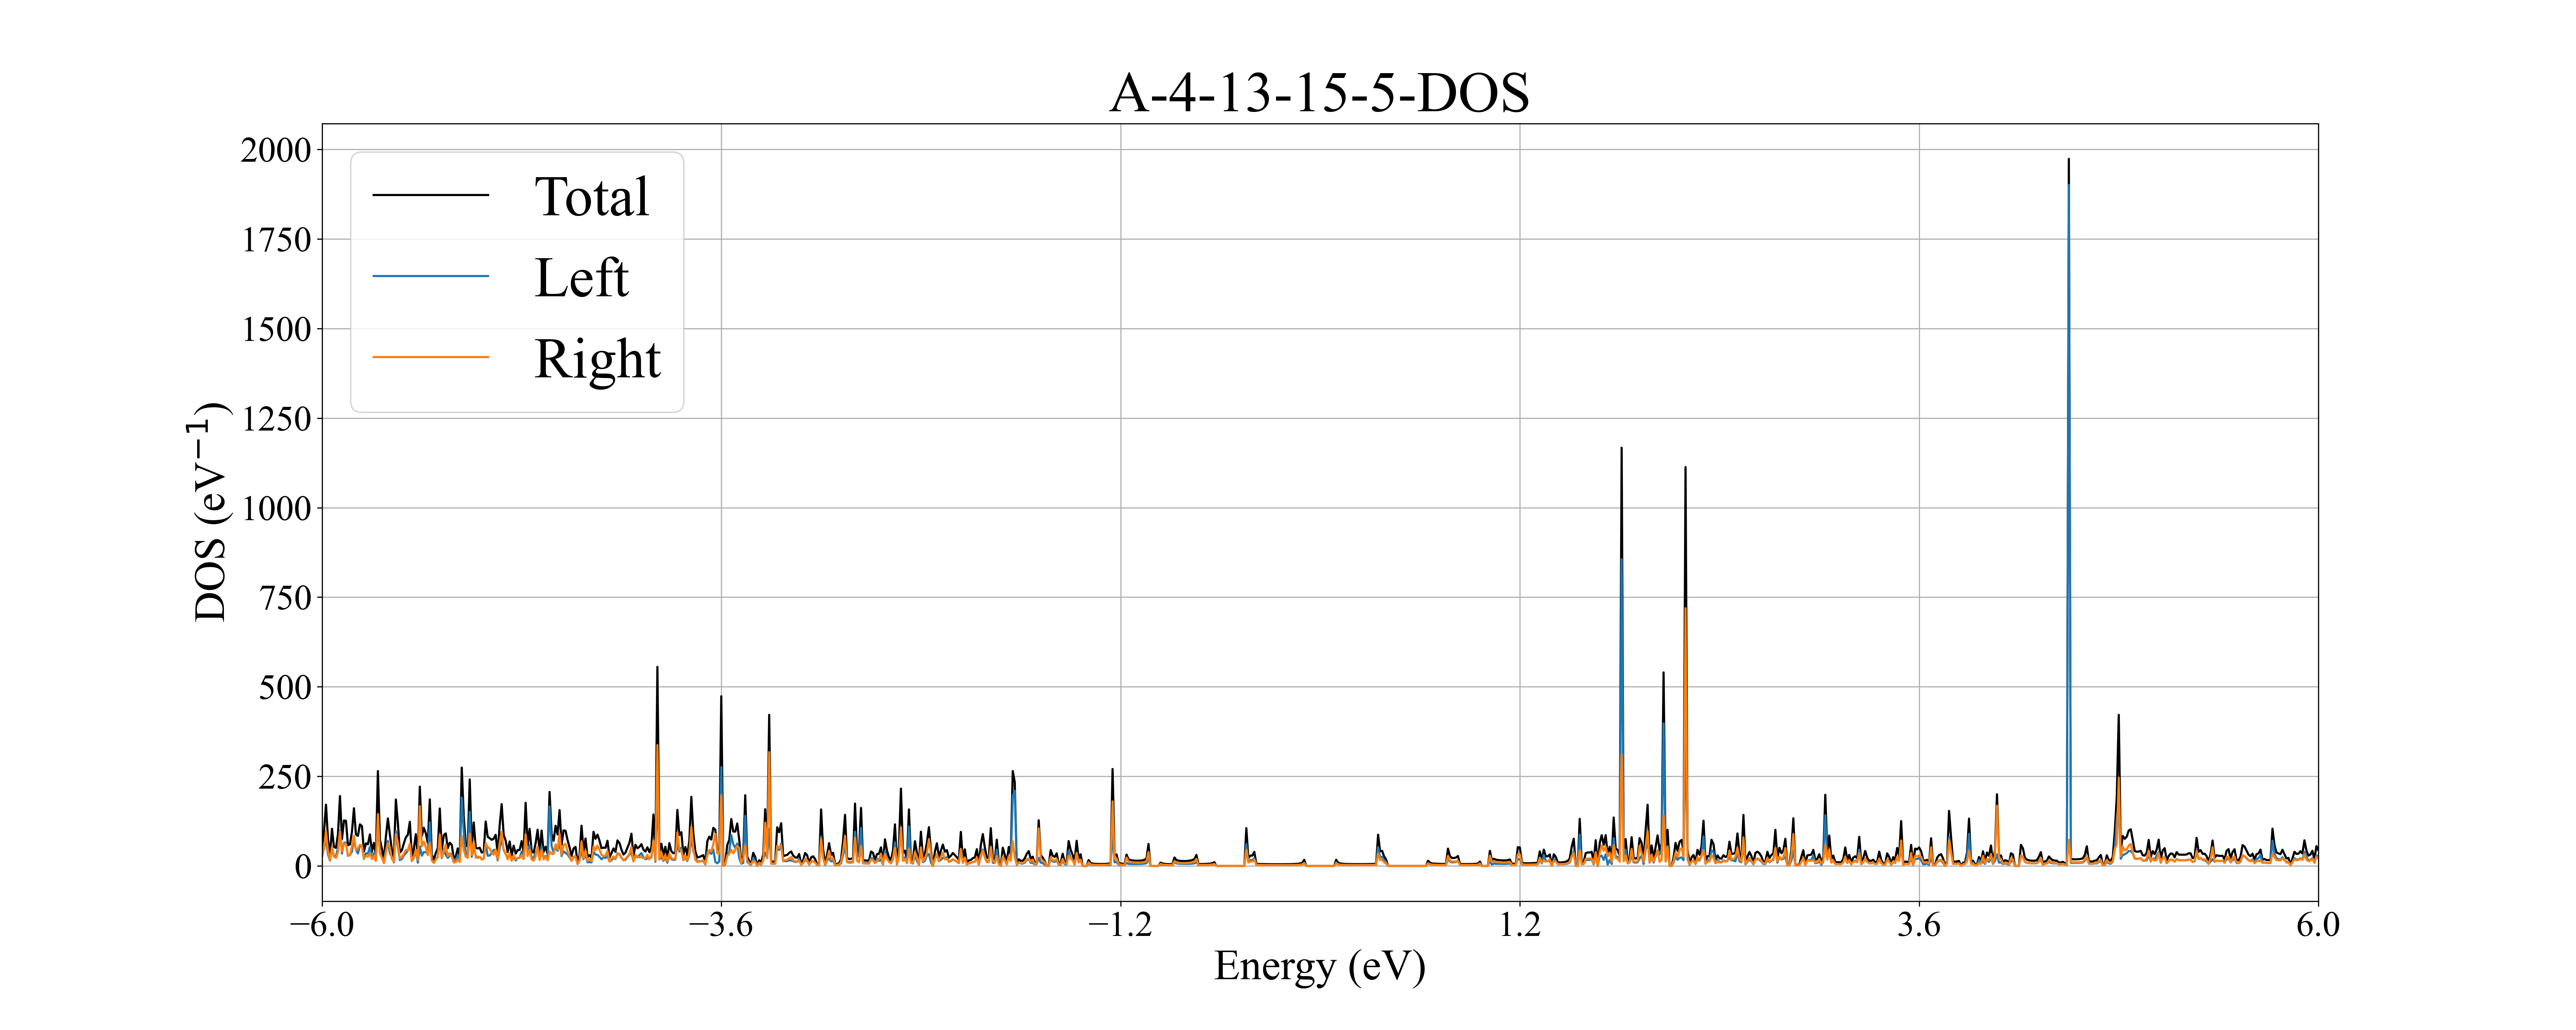 A-4-13-15-5-DOS
2000
1750
1500
1250
1000
750
500
250
0
DOS (eV⁻¹)
Total
Left
Right
−6.0 −3.6 −1.2 1.2 3.6 6.0
Energy (eV)